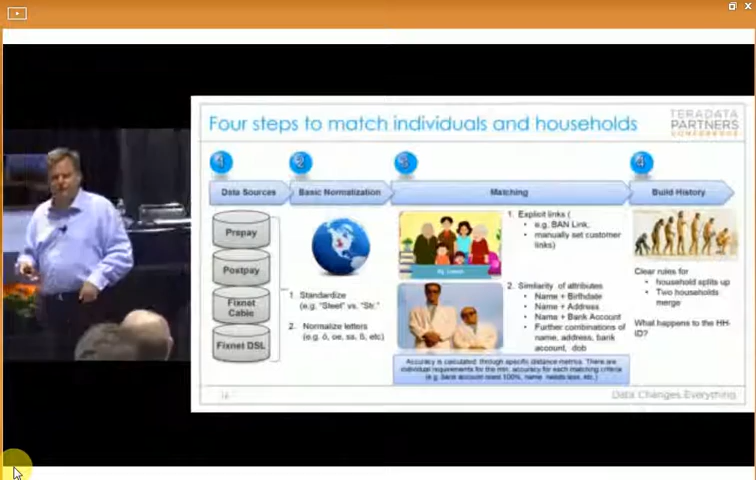 Four steps to match individuals and households
TERADATA
PARTNERS
CONFERENCE
1
2
3
4
Data Sources
Basic Normlization
Matching
Build History
Prepay
Postpay
Fixnet
Cable
Fixnet DSL
1. Standardize
(e.g. "Steet" vs. "Str."
2. Normalize letters
(e.g. ö, oe, ss, ß, etc)
1. Explicit links (
• e.g. BAN Link,
• manually set customer
links)
2. Similarity of attributes
• Name + Birthdate
• Name + Address
• Name + Bank Account
• Further combinations of
name, address, bank
account, dob
Accuracy is calculated through specific distance metrics. There are
individual requirements for the min. accuracy for each matching criteria
(e.g. bank account need 100%, name needs less, etc.)
Clear rules for
• household splits up
• Two households
merge
What happens to the HH-
ID?
16
Data Changes Everything